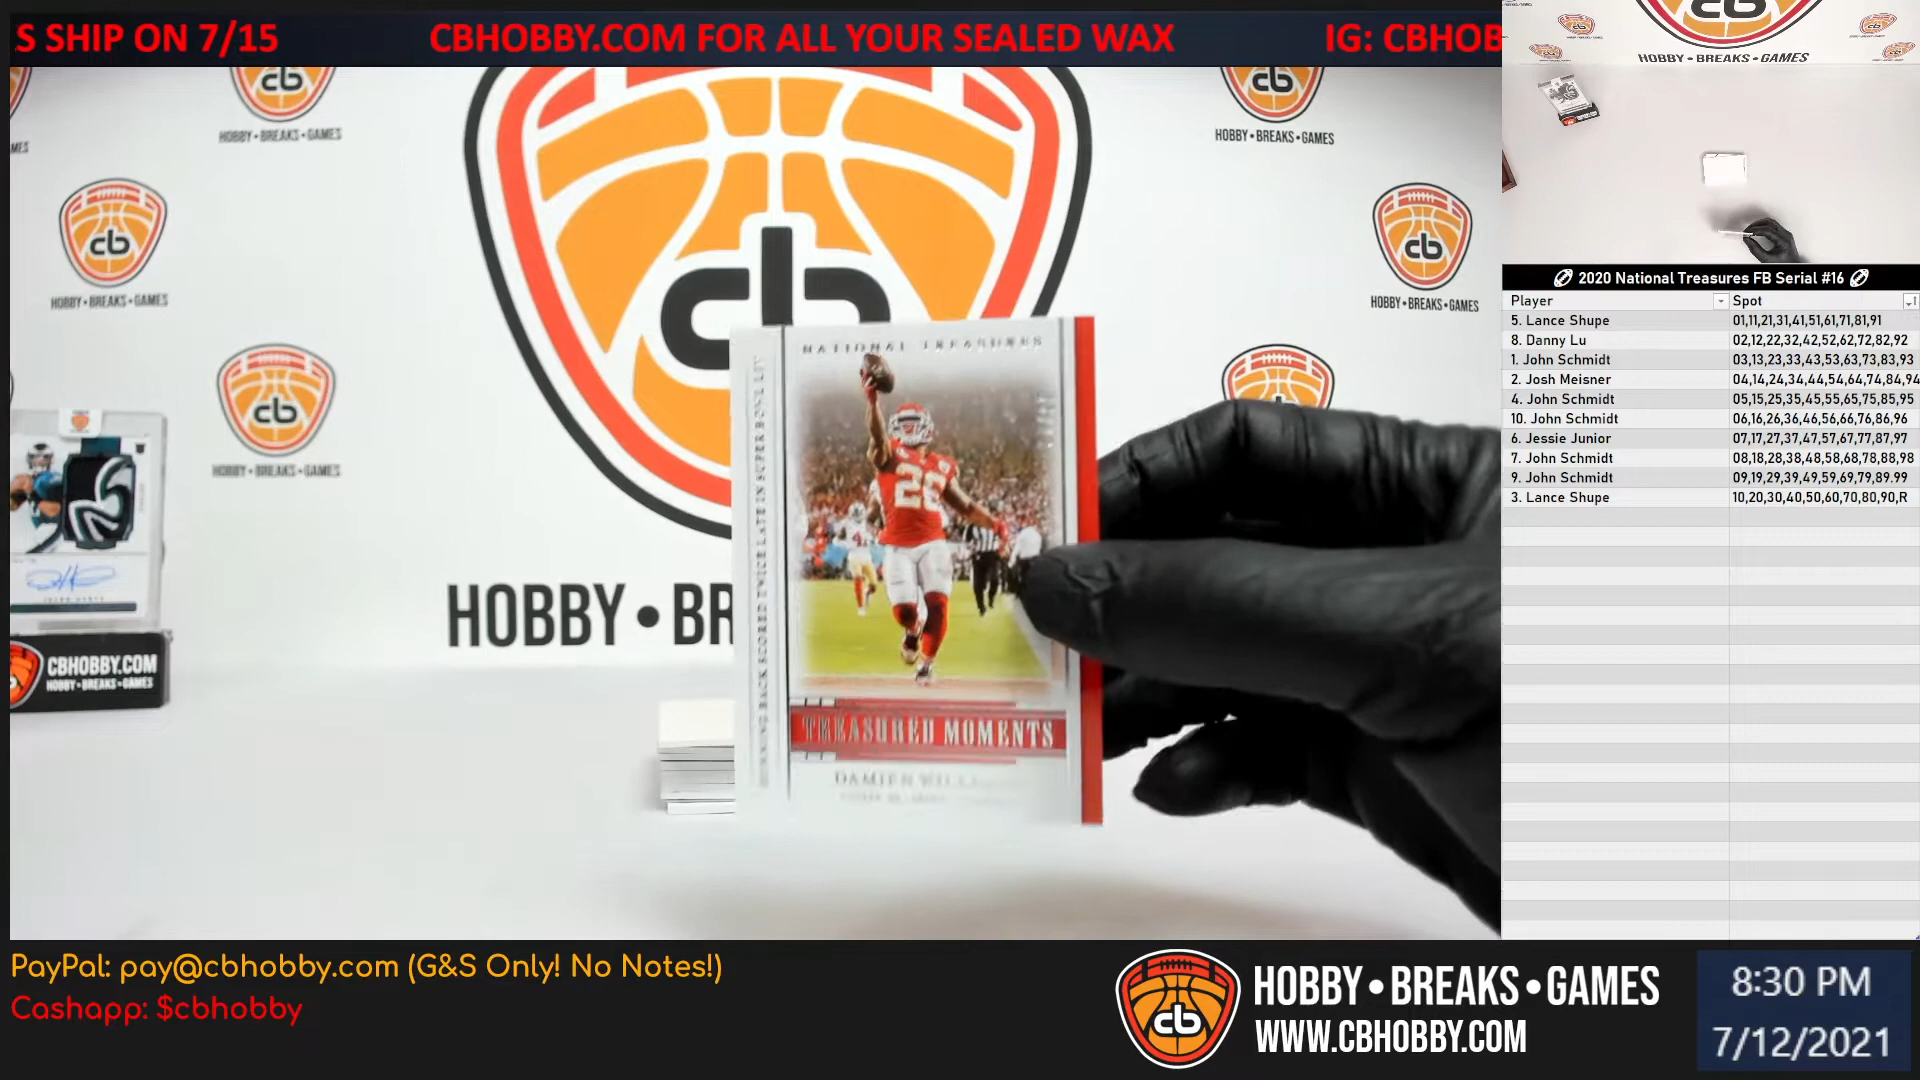 S SHIP ON 7/15 CBHOBBY.COM FOR ALL YOUR SEALED WAX IG: CBHOB
cb
HOBBY • BREAKS • GAMES
cb
HOBBY • BREAKS • GAMES
cb
HOBBY • BREAKS • GAMES
cb
HOBBY • BREAKS • GAMES
cb
HOBBY • BREAKS • GAMES
cb
HOBBY • BR
CBHOBBY.COM
HOBBY • BREAKS • GAMES
NATIONAL TREASURES
26
TREASURED MOMENTS
DAMIEN
cb
HOBBY • BREAKS • GAMES
2020 National Treasures FB Serial #16
Player Spot
5. Lance Shupe 01,11,21,31,41,51,61,71,81,91
8. Danny Lu 02,12,22,32,42,52,62,72,82,92
1. John Schmidt 03,13,23,33,43,53,63,73,83,93
2. Josh Meisner 04,14,24,34,44,54,64,74,84,94
4. John Schmidt 05,15,25,35,45,55,65,75,85,95
10. John Schmidt 06,16,26,36,46,56,66,76,86,96
6. Jessie Junior 07,17,27,37,47,57,67,77,87,97
7. John Schmidt 08,18,28,38,48,58,68,78,88,98
9. John Schmidt 09,19,29,39,49,59,69,79,89.99
3. Lance Shupe 10,20,30,40,50,60,70,80,90,R
PayPal: pay@cbhobby.com (G&S Only! No Notes!)
Cashapp: $cbhobby
cb
HOBBY • BREAKS • GAMES
WWW.CBHOBBY.COM
8:30 PM
7/12/2021